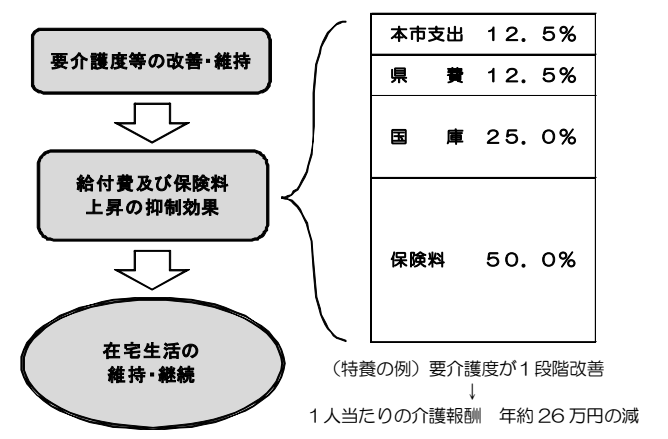 要介護度等の改善・維持
給付費及び保険料
上昇の抑制効果
在宅生活の
維持・継続
本市支出 １２．５％
県　　費 １２．５％
国　　庫 ２５．０％
保険料 ５０．０％
（特養の例）要介護度が１段階改善
↓
１人当たりの介護報酬　年約26万円の減